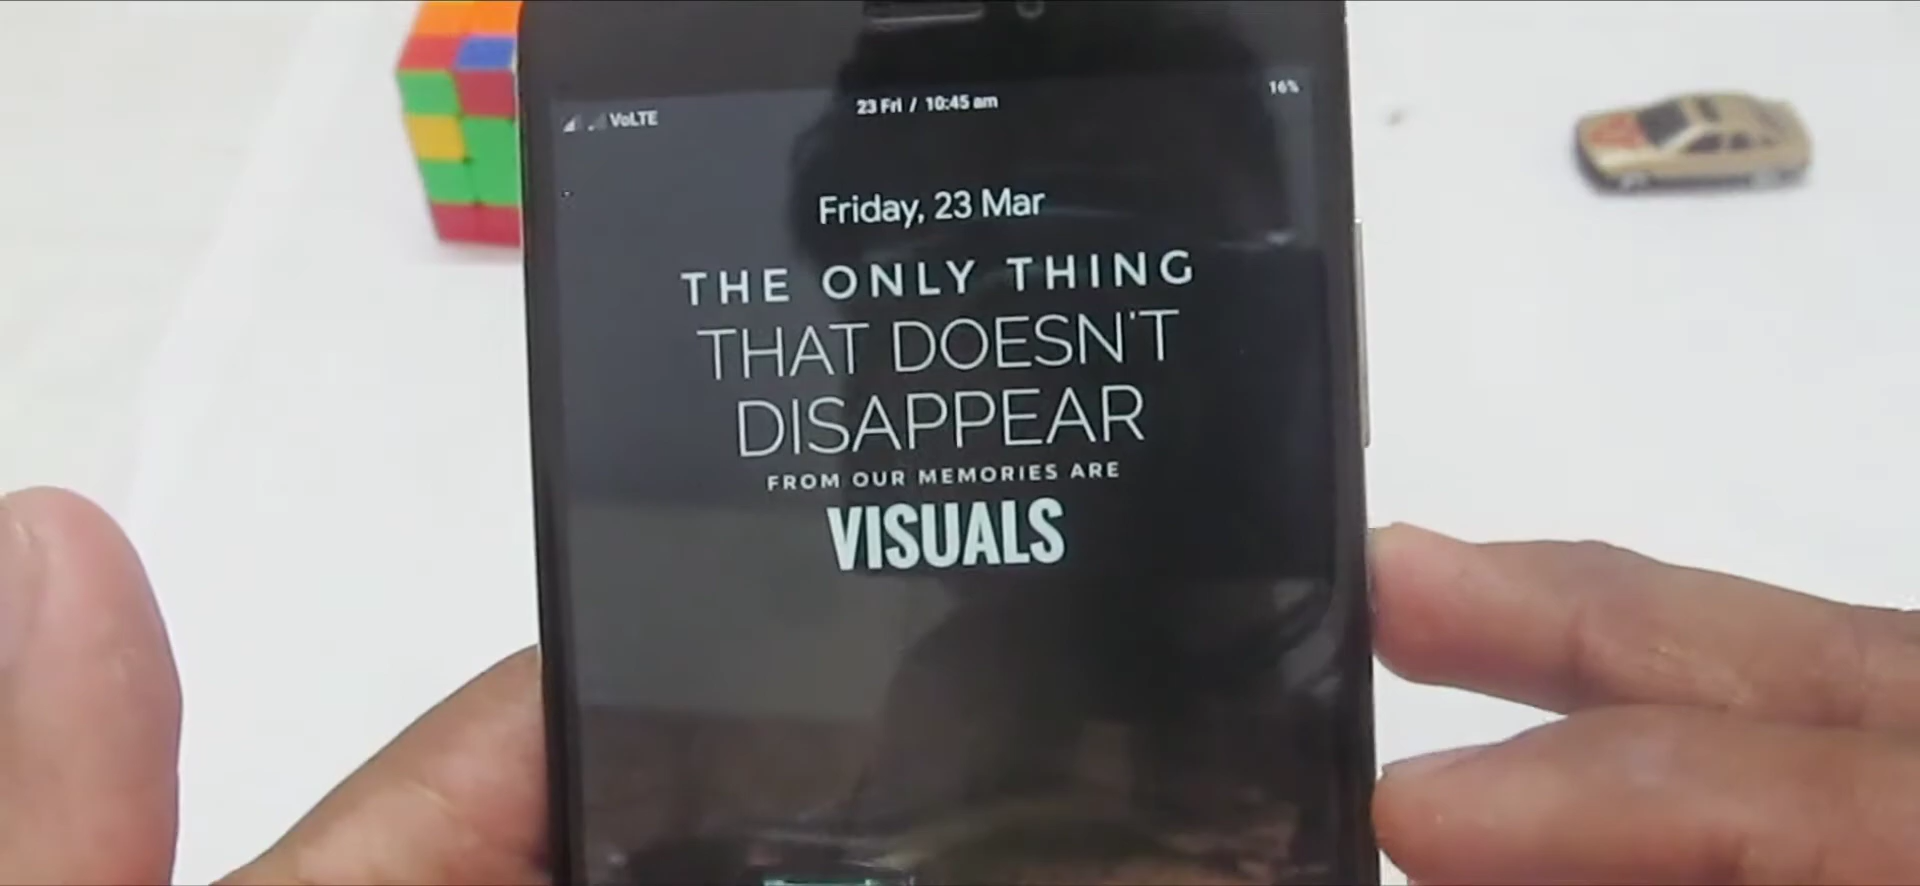 VoLTE 23 Fri / 10:45 am 16%
Friday, 23 Mar
THE ONLY THING
THAT DOESN'T
DISAPPEAR
FROM OUR MEMORIES ARE
VISUALS